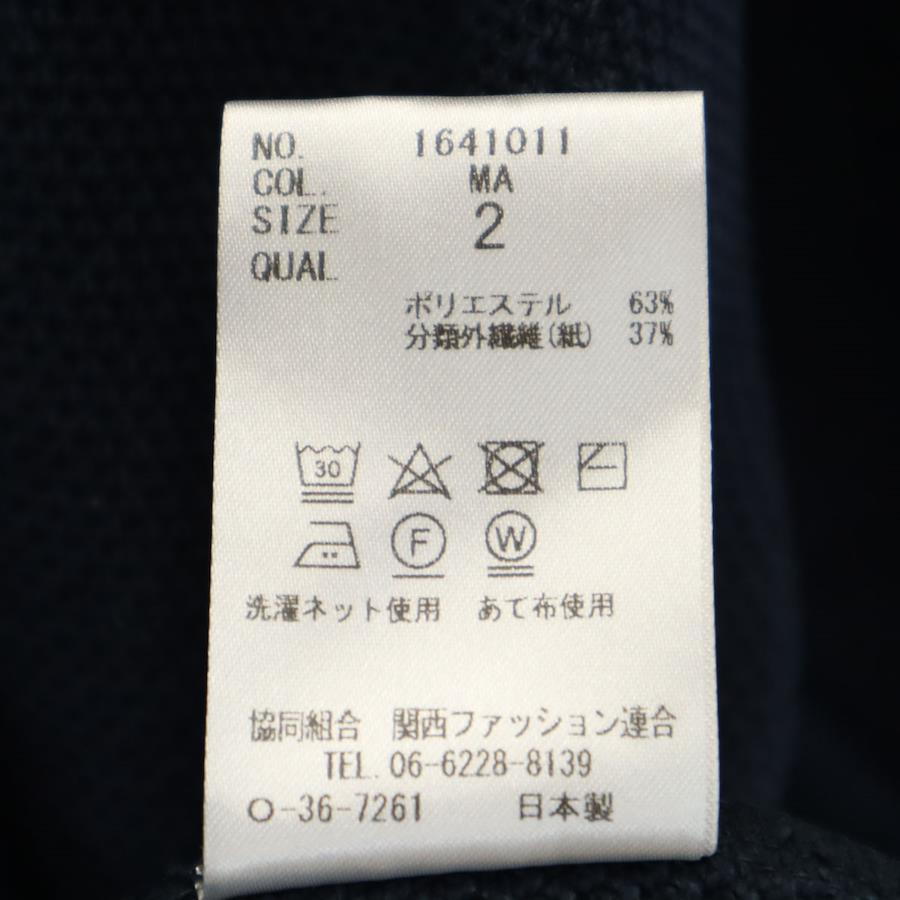 NO. 1641011
COL. MA
SIZE 2
QUAL
ポリエステル 63%
分類外繊維(紙) 37%
30
F W
洗濯ネット使用 あて布使用
協同組合 関西ファッション連合
TEL. 06-6228-8139
O-36-7261 日本製